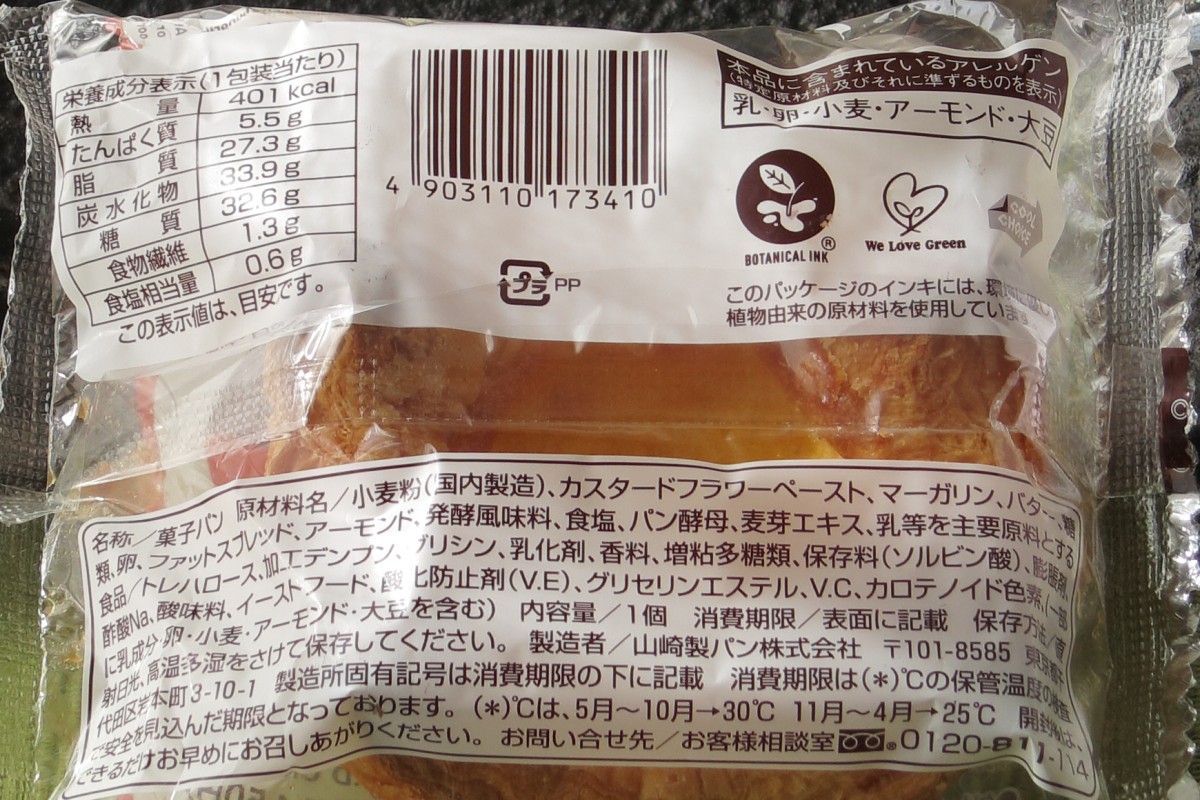 栄養成分表示(1包装当たり)
熱量 401kcal
たんぱく質 5.5g
脂質 27.3g
炭水化物 33.9g
糖質 32.6g
食物繊維 1.3g
食塩相当量 0.6g
この表示値は、目安です。
4 903110 173410
プラ PP
本品に含まれているアレルゲン
(特定原材料及びそれに準ずるものを表示)
乳・卵・小麦・アーモンド・大豆
BOTANICAL INK®
We Love Green
COOL CHOICE
このパッケージのインキには、環
植物由来の原材料を使用しています
名称/菓子パン 原材料名/小麦粉(国内製造)、カスタードフラワーペースト、マーガリン、バター、糖
類、卵、ファットスプレッド、アーモンド、発酵風味料、食塩、パン酵母、麦芽エキス、乳等を主要原料とする
食品/トレハロース、加工デンプン、グリシン、乳化剤、香料、増粘多糖類、保存料(ソルビン酸)、膨脹剤、
酢酸Na、酸味料、イーストフード、酸化防止剤(V.E)、グリセリンエステル、V.C、カロテノイド色素、(一部
に乳成分・卵・小麦・アーモンド・大豆を含む) 内容量/1個 消費期限/表面に記載 保存方法/直
射日光、高温多湿をさけて保存してください。 製造者/山崎製パン株式会社 〒101-8585 東京都千
代田区岩本町3-10-1 製造所固有記号は消費期限の下に記載 消費期限は(*)℃の保管温度の検査
で安全を見込んだ期限となっております。(*)℃は、5月～10月→30℃ 11月～4月→25℃ 開封後は、
できるだけお早めにお召しあがりください。 お問い合せ先/お客様相談室 0120-811-114